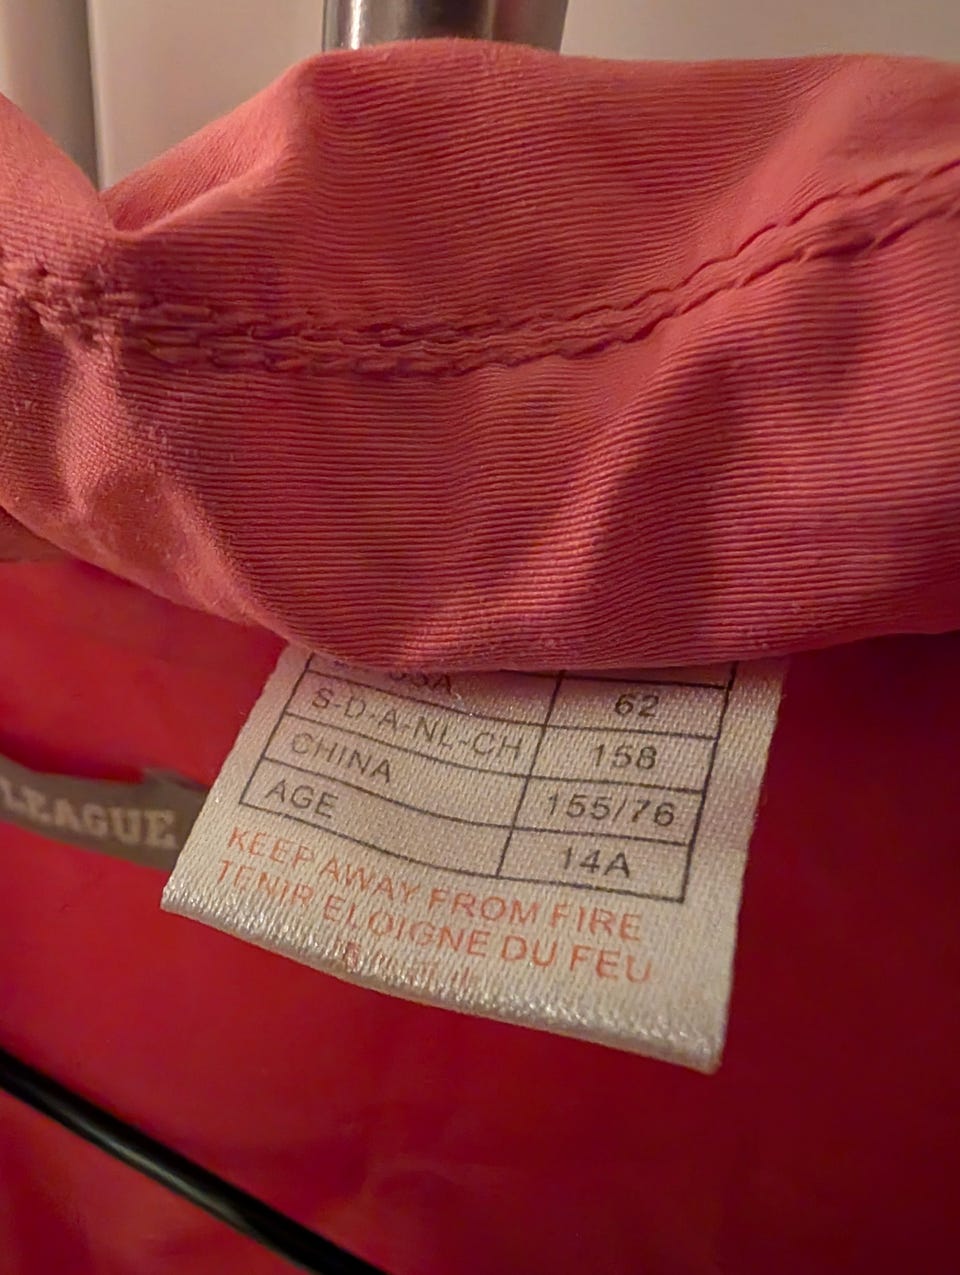 62
S-D-A-NL-CH 158
CHINA 155/76
AGE 14A
KEEP AWAY FROM FIRE
TENIR ELOIGNE DU FEU
LEAGUE